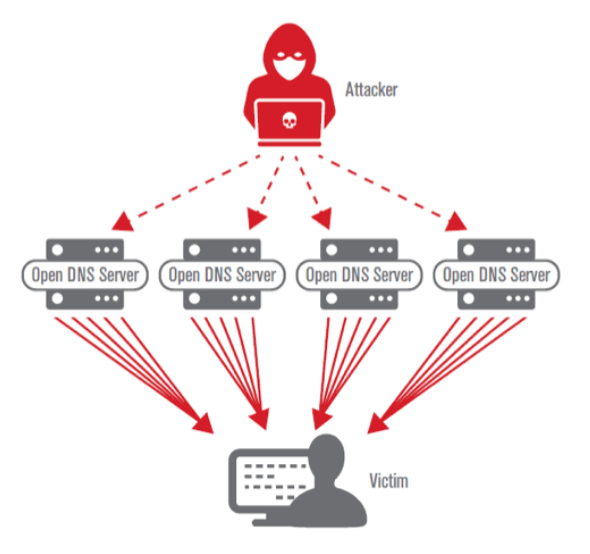 Attacker
Open DNS Server
Open DNS Server
Open DNS Server
Open DNS Server
Victim